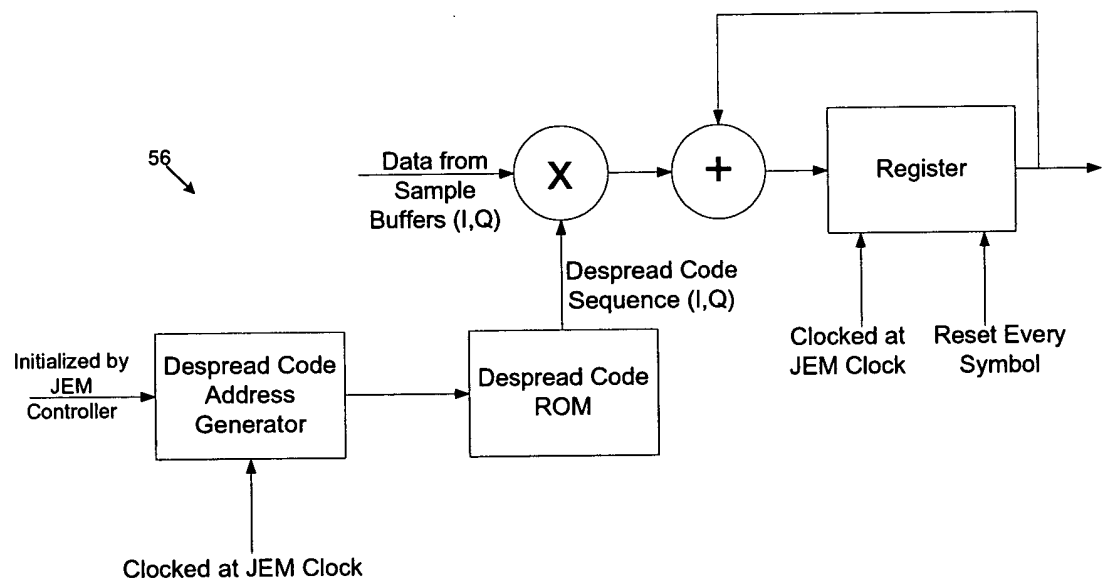 56
Data from
Sample
Buffers (I,Q)
X
+
Register
Despread Code
Sequence (I,Q)
Clocked at
JEM Clock
Reset Every
Symbol
Initialized by
JEM
Controller
Despread Code
Address
Generator
Despread Code
ROM
Clocked at JEM Clock